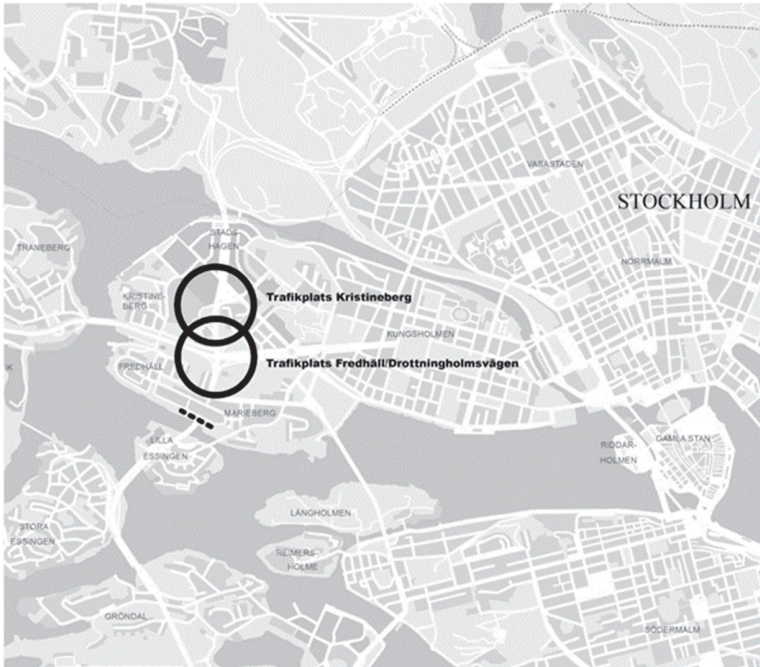 VASASTADEN
STOCKHOLM
STADS-
HAGEN
TRANEBERG
NORRMALM
KRISTINE-
BERG
Trafikplats Kristineberg
KUNGSHOLMEN
Trafikplats Fredhäll/Drottningholmsvägen
FREDHÄLL
IK
MARIEBERG
LILLA
ESSINGEN
RIDDAR-
HOLMEN
GAMLA STAN
LÅNGHOLMEN
STORA
ESSINGEN
REIMERS-
HOLME
GRÖNDAL
SÖDERMALM